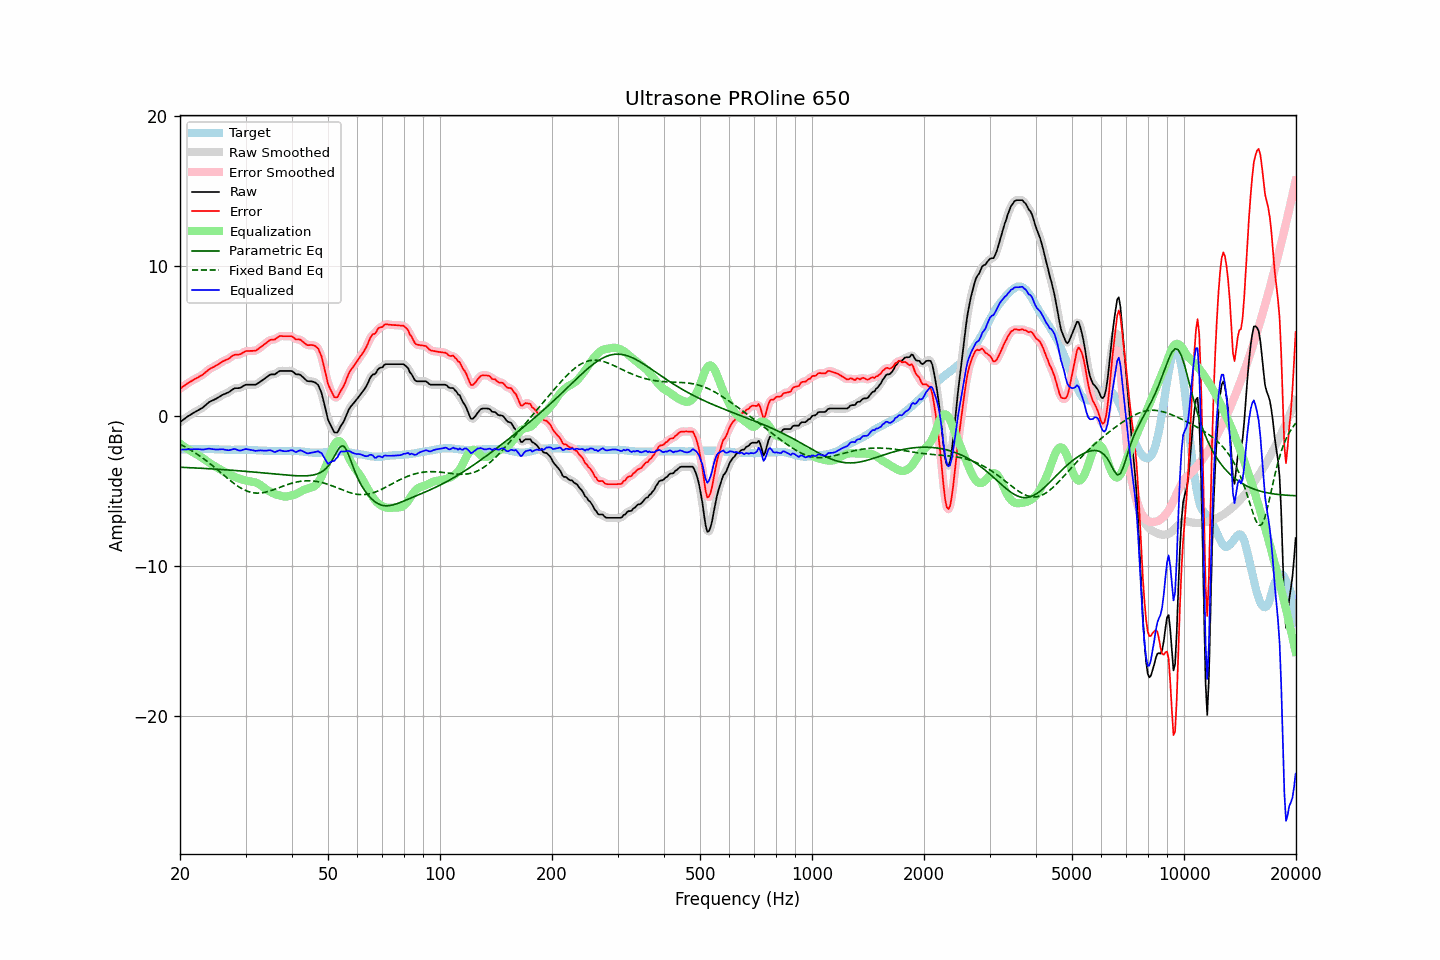 Ultrasone PROline 650
Target
Raw Smoothed
Error Smoothed
Raw
Error
Equalization
Parametric Eq
Fixed Band Eq
Equalized
20
10
0
−10
−20
Amplitude (dBr)
20 50 100 200 500 1000 2000 5000 10000 20000
Frequency (Hz)